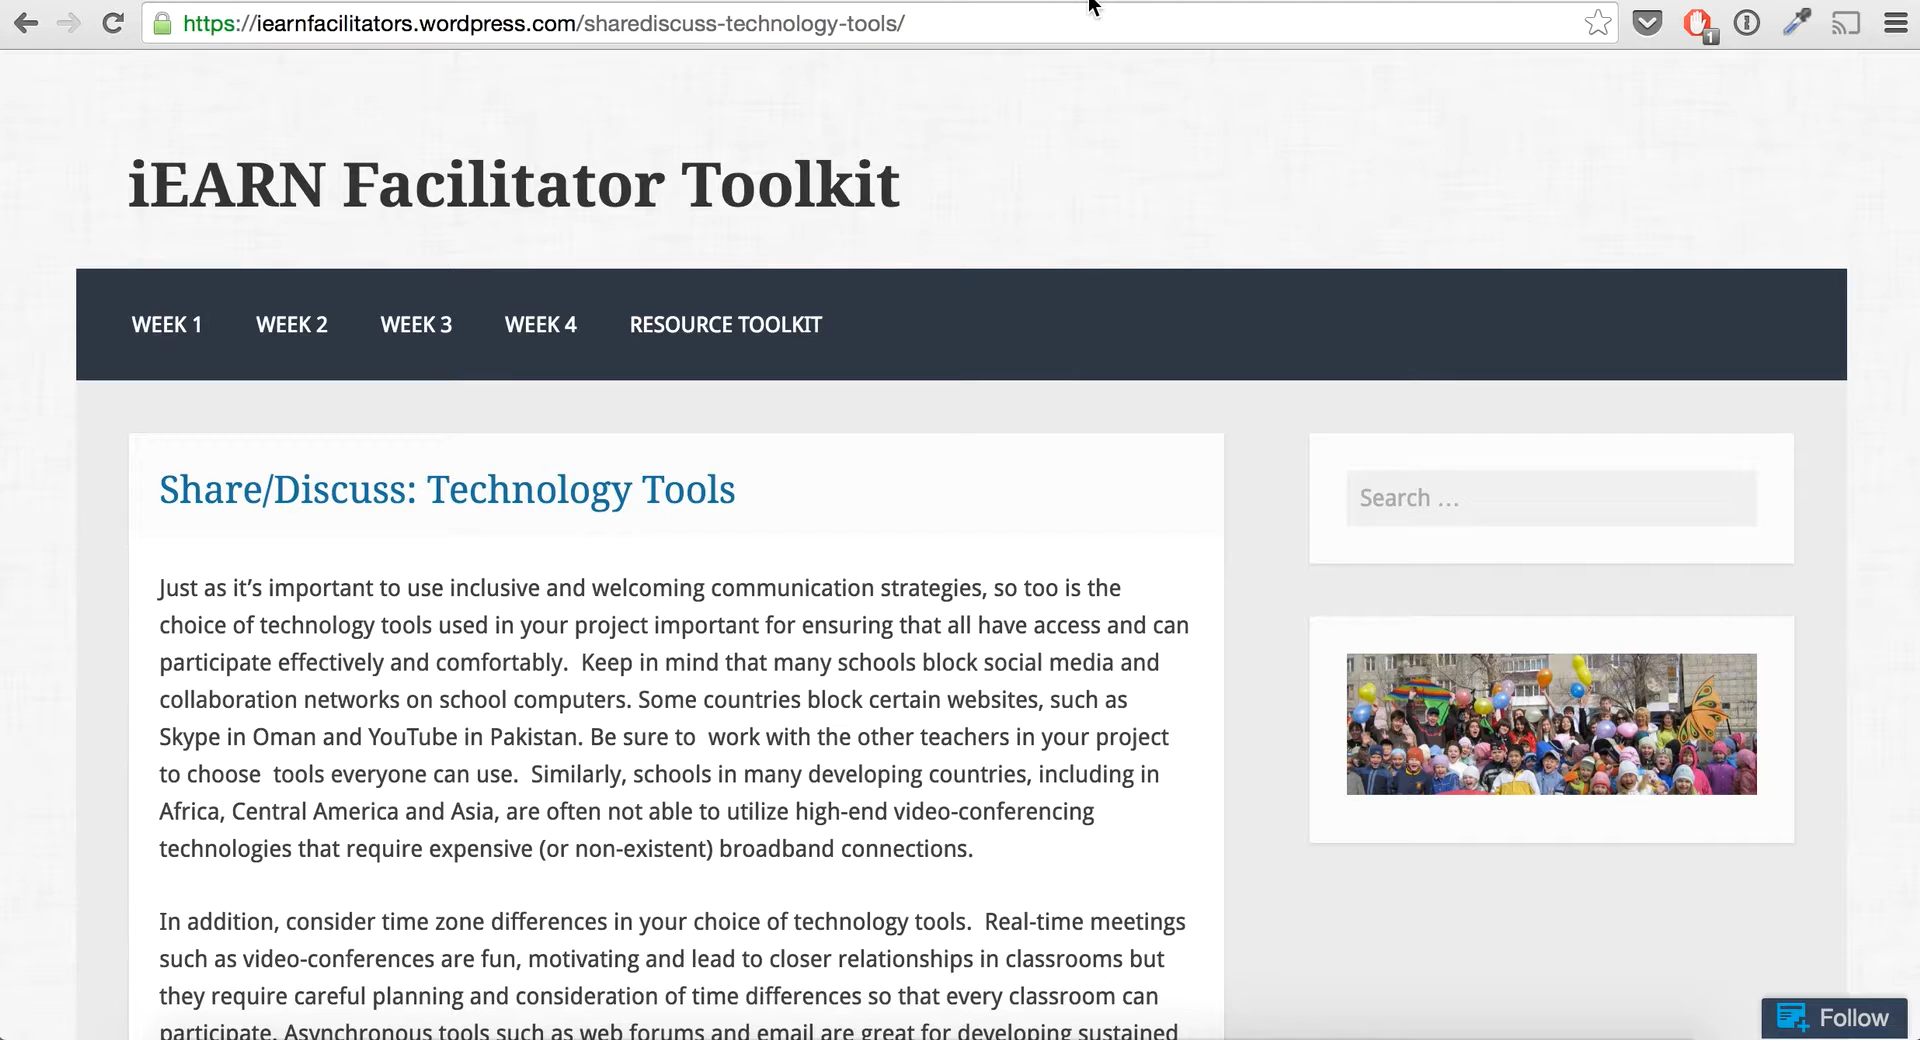 https://iearnfacilitators.wordpress.com/sharediscuss-technology-tools/
1
iEARN Facilitator Toolkit
WEEK 1 WEEK 2 WEEK 3 WEEK 4 RESOURCE TOOLKIT
Share/Discuss: Technology Tools
Just as it’s important to use inclusive and welcoming communication strategies, so too is the
choice of technology tools used in your project important for ensuring that all have access and can
participate effectively and comfortably.  Keep in mind that many schools block social media and
collaboration networks on school computers. Some countries block certain websites, such as
Skype in Oman and YouTube in Pakistan. Be sure to  work with the other teachers in your project
to choose  tools everyone can use.  Similarly, schools in many developing countries, including in
Africa, Central America and Asia, are often not able to utilize high-end video-conferencing
technologies that require expensive (or non-existent) broadband connections.
In addition, consider time zone differences in your choice of technology tools.  Real-time meetings
such as video-conferences are fun, motivating and lead to closer relationships in classrooms but
they require careful planning and consideration of time differences so that every classroom can
participate. Asynchronous tools such as web forums and email are great for developing sustained
Search …
Follow